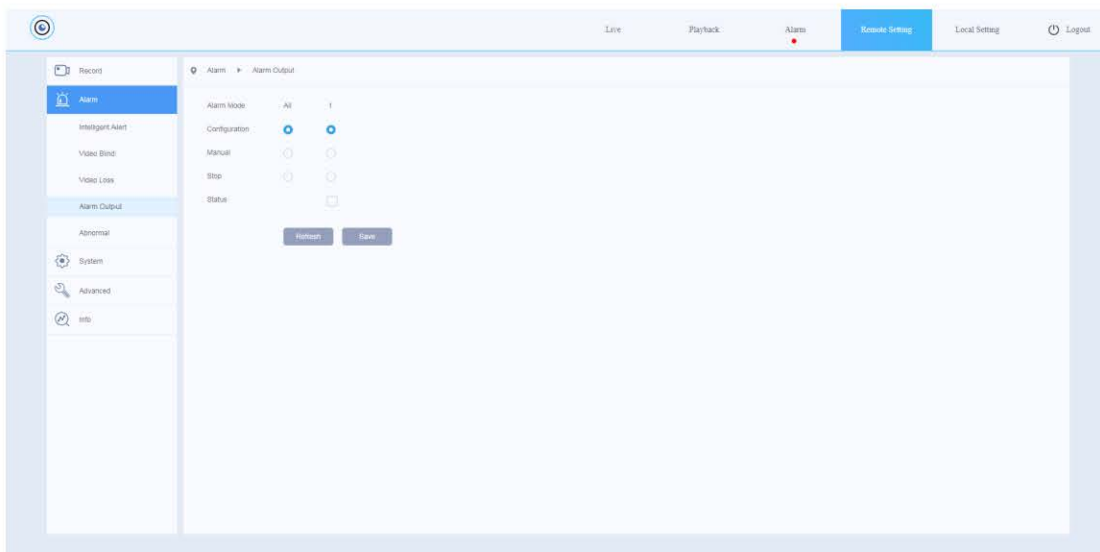 Live Playback Alarm Remote Setting Local Setting Logout
Record
Alarm
Intelligent Alert
Video Blind
Video Loss
Alarm Output
Abnormal
System
Advanced
Info
Alarm Alarm Output
Alarm Mode All 1
Configuration
Manual
Stop
Status
Refresh Save